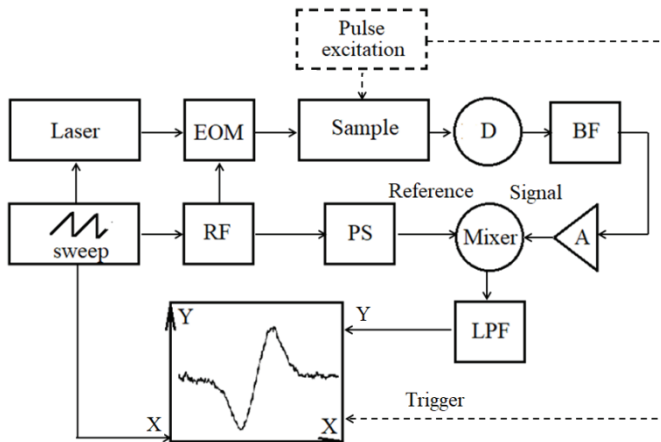 Pulse
excitation
Laser
EOM
Sample
D
BF
Reference
Signal
sweep
RF
PS
Mixer
A
Y
Y
LPF
X
X
Trigger